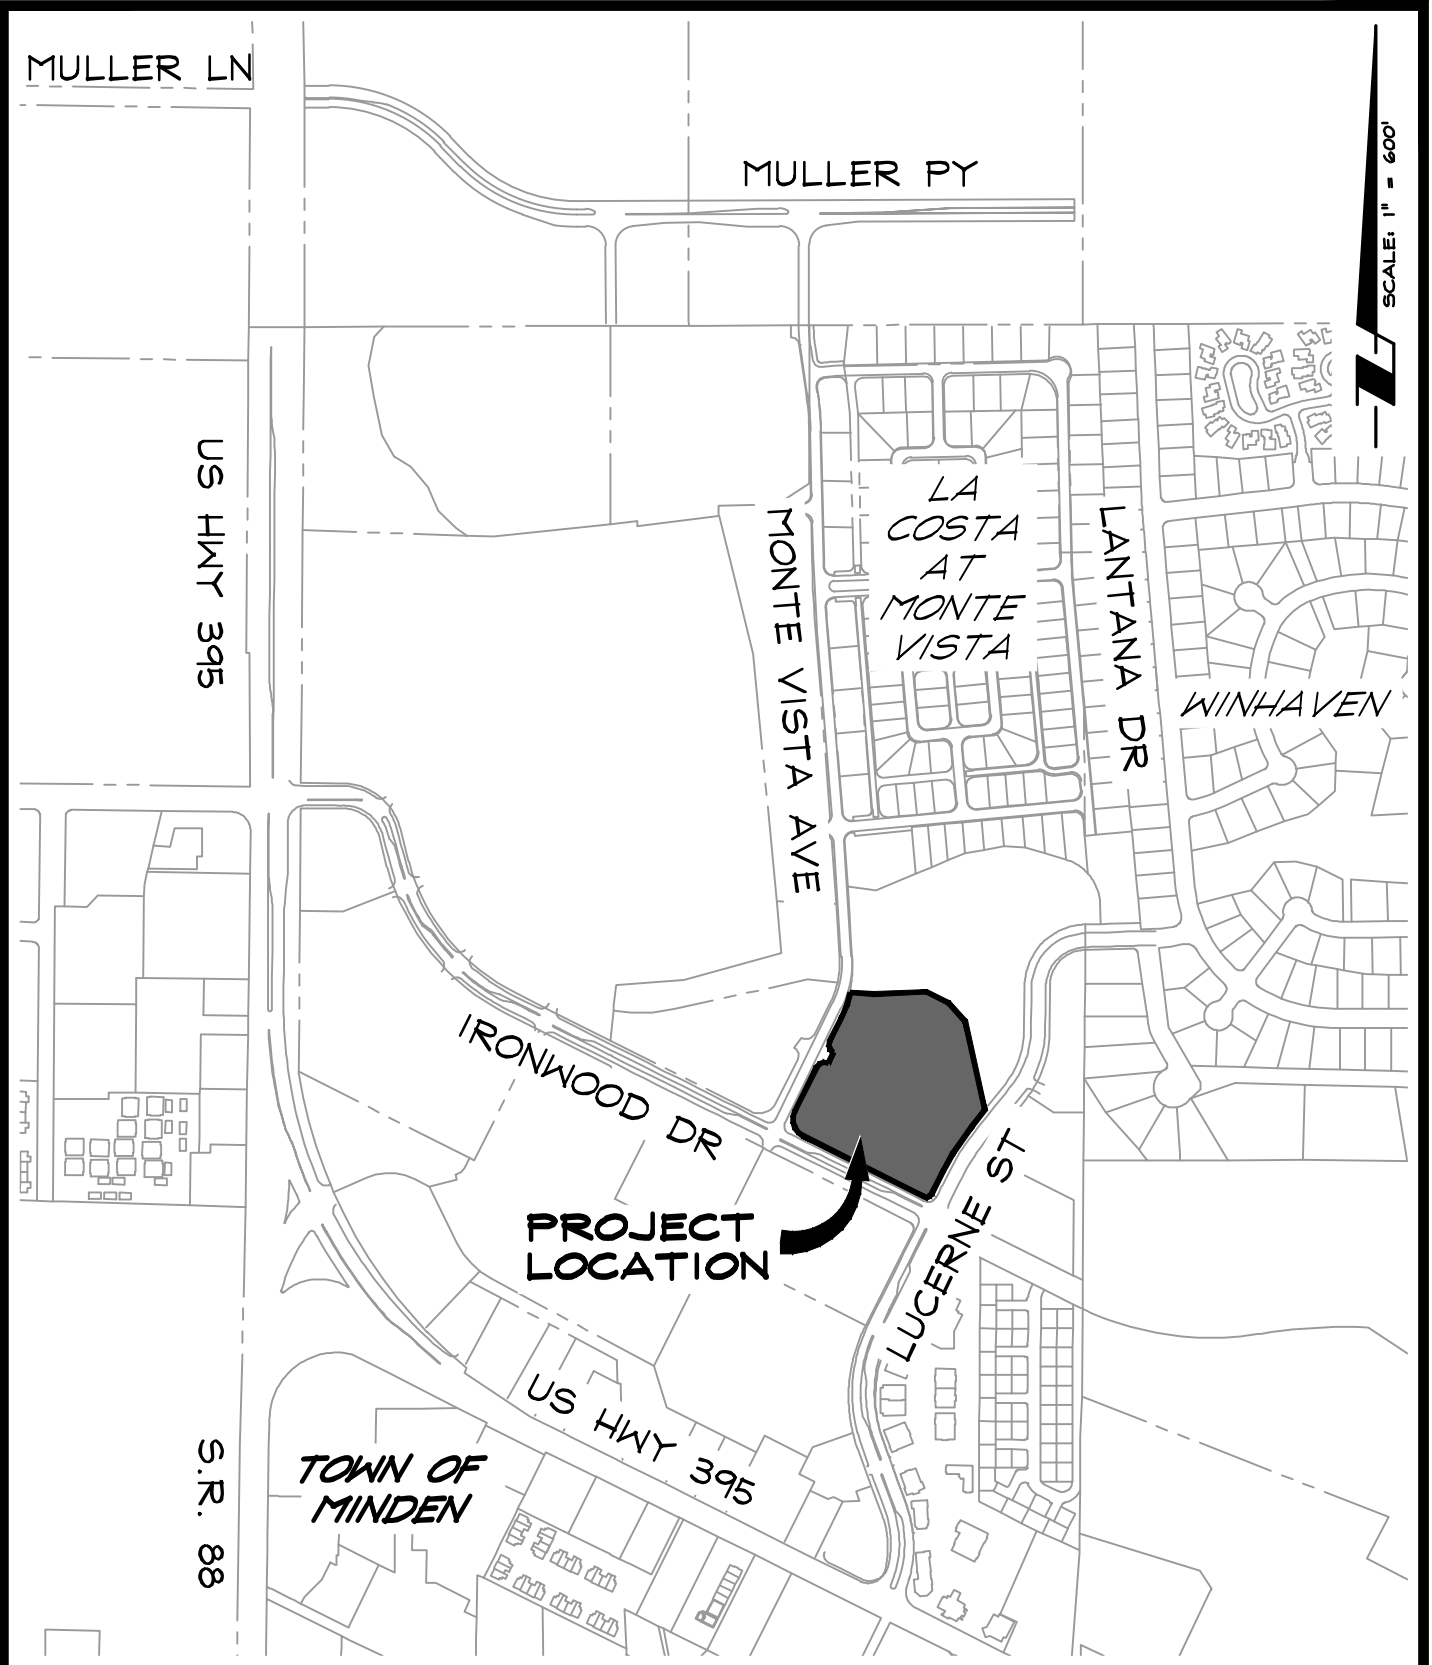 MULLER LN
MULLER PY
SCALE: 1" = 600'
US HWY 395
MONTE VISTA AVE
LA
COSTA
AT
MONTE
VISTA
LANTANA DR
WINHAVEN
IRONWOOD DR
LUCERNE ST
PROJECT
LOCATION
US HWY 395
TOWN OF
MINDEN
S.R. 88